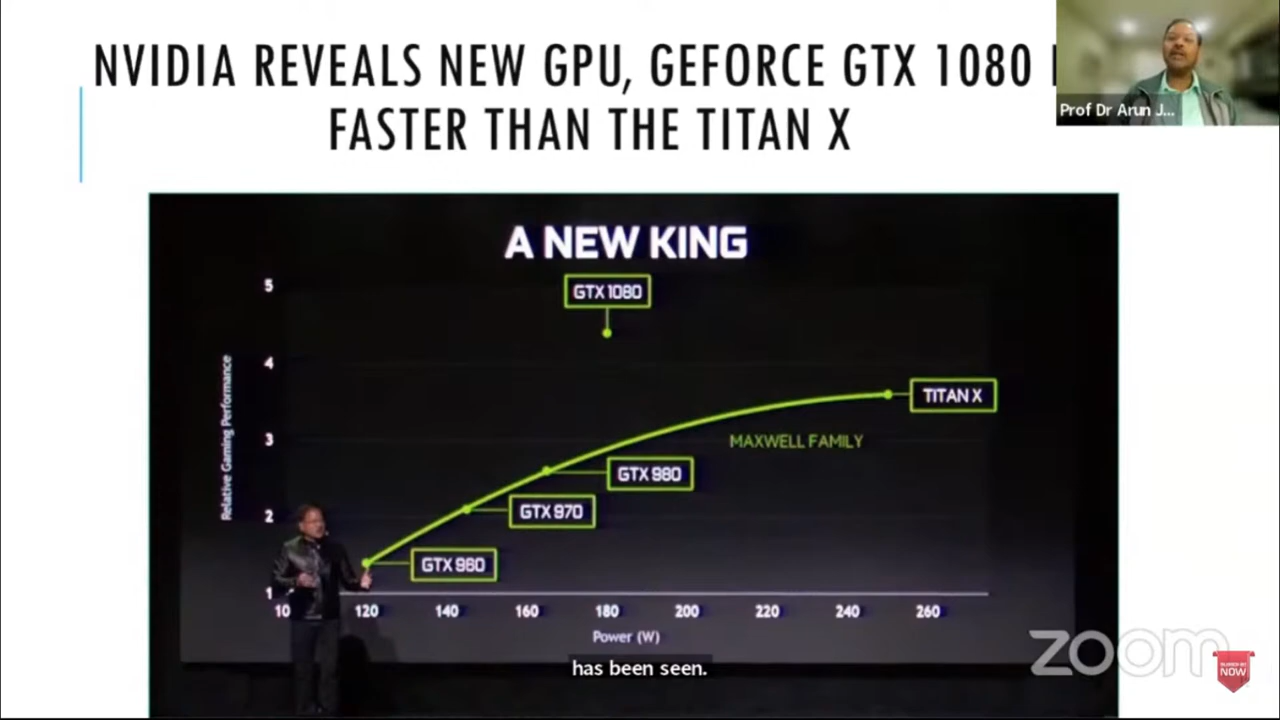 NVIDIA REVEALS NEW GPU, GEFORCE GTX 1080
FASTER THAN THE TITAN X
Prof Dr Arun J...
A NEW KING
5
GTX 1080
4
TITAN X
3
MAXWELL FAMILY
GTX 980
GTX 970
2
GTX 960
1
Relative Gaming Performance
10 120 140 160 180 200 220 240 260
Power (W)
has been seen.
zoom
NOW